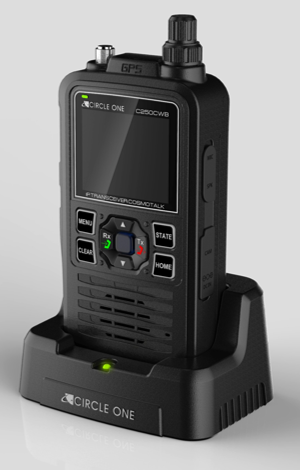 GPS
CIRCLE ONE C250CWB
IP TRANSCEIVER COSMOTALK
MENU
STATE
Rx
Tx
CLEAR
HOME
CIRCLE ONE